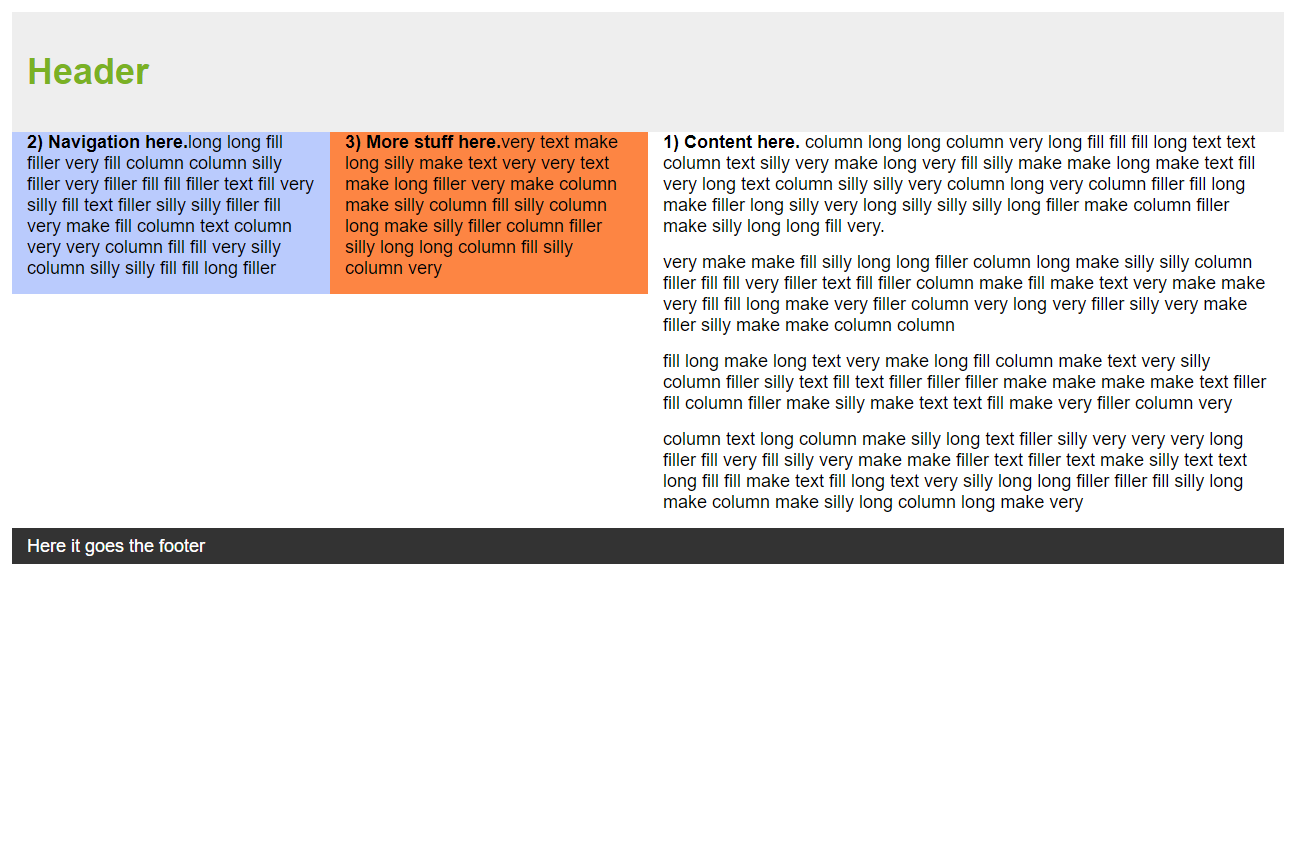 Header
2) Navigation here.long long fill
filler very fill column column silly
filler very filler fill fill filler text fill very
silly fill text filler silly silly filler fill
very make fill column text column
very very column fill fill very silly
column silly silly fill fill long filler
3) More stuff here.very text make
long silly make text very very text
make long filler very make column
make silly column fill silly column
long make silly filler column filler
silly long long column fill silly
column very
1) Content here. column long long column very long fill fill fill long text text
column text silly very make long very fill silly make make long make text fill
very long text column silly silly very column long very column filler fill long
make filler long silly very long silly silly silly long filler make column filler
make silly long long fill very.
very make make fill silly long long filler column long make silly silly column
filler fill fill very filler text fill filler column make fill make text very make make
very fill fill long make very filler column very long very filler silly very make
filler silly make make column column
fill long make long text very make long fill column make text very silly
column filler silly text fill text filler filler filler make make make make text filler
fill column filler make silly make text text fill make very filler column very
column text long column make silly long text filler silly very very very long
filler fill very fill silly very make make filler text filler text make silly text text
long fill fill make text fill long text very silly long long filler filler fill silly long
make column make silly long column long make very
Here it goes the footer